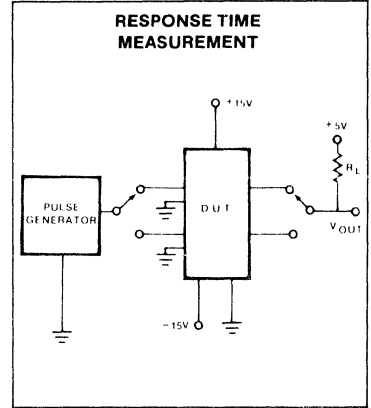 RESPONSE TIME
MEASUREMENT
+15V
+5V
RL
PULSE
GENERATOR
DUT
VOUT
-15V